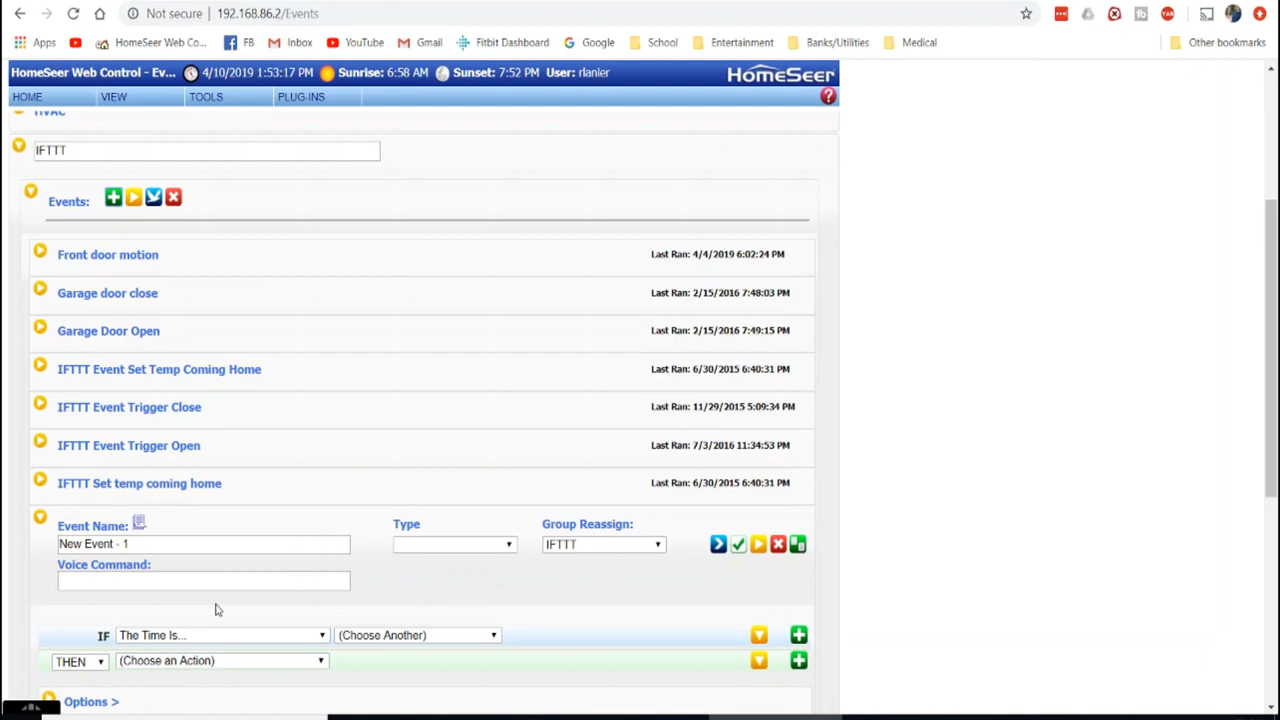 Not secure | 192.168.86.2/Events
Apps HomeSeer Web Co... FB Inbox YouTube Gmail Fitbit Dashboard Google School Entertainment Banks/Utilities Medical Other bookmarks
HomeSeer Web Control - Ev... 4/10/2019 1:53:17 PM Sunrise: 6:58 AM Sunset: 7:52 PM User: rlanier HomeSeer
HOME VIEW TOOLS PLUG-INS ?
HVAC
IFTTT
Events:
Front door motion Last Ran: 4/4/2019 6:02:24 PM
Garage door close Last Ran: 2/15/2016 7:48:03 PM
Garage Door Open Last Ran: 2/15/2016 7:49:15 PM
IFTTT Event Set Temp Coming Home Last Ran: 6/30/2015 6:40:31 PM
IFTTT Event Trigger Close Last Ran: 11/29/2015 5:09:34 PM
IFTTT Event Trigger Open Last Ran: 7/3/2016 11:34:53 PM
IFTTT Set temp coming home Last Ran: 6/30/2015 6:40:31 PM
Event Name: Type Group Reassign:
New Event - 1 IFTTT
Voice Command:
IF The Time Is... (Choose Another)
THEN (Choose an Action)
Options >